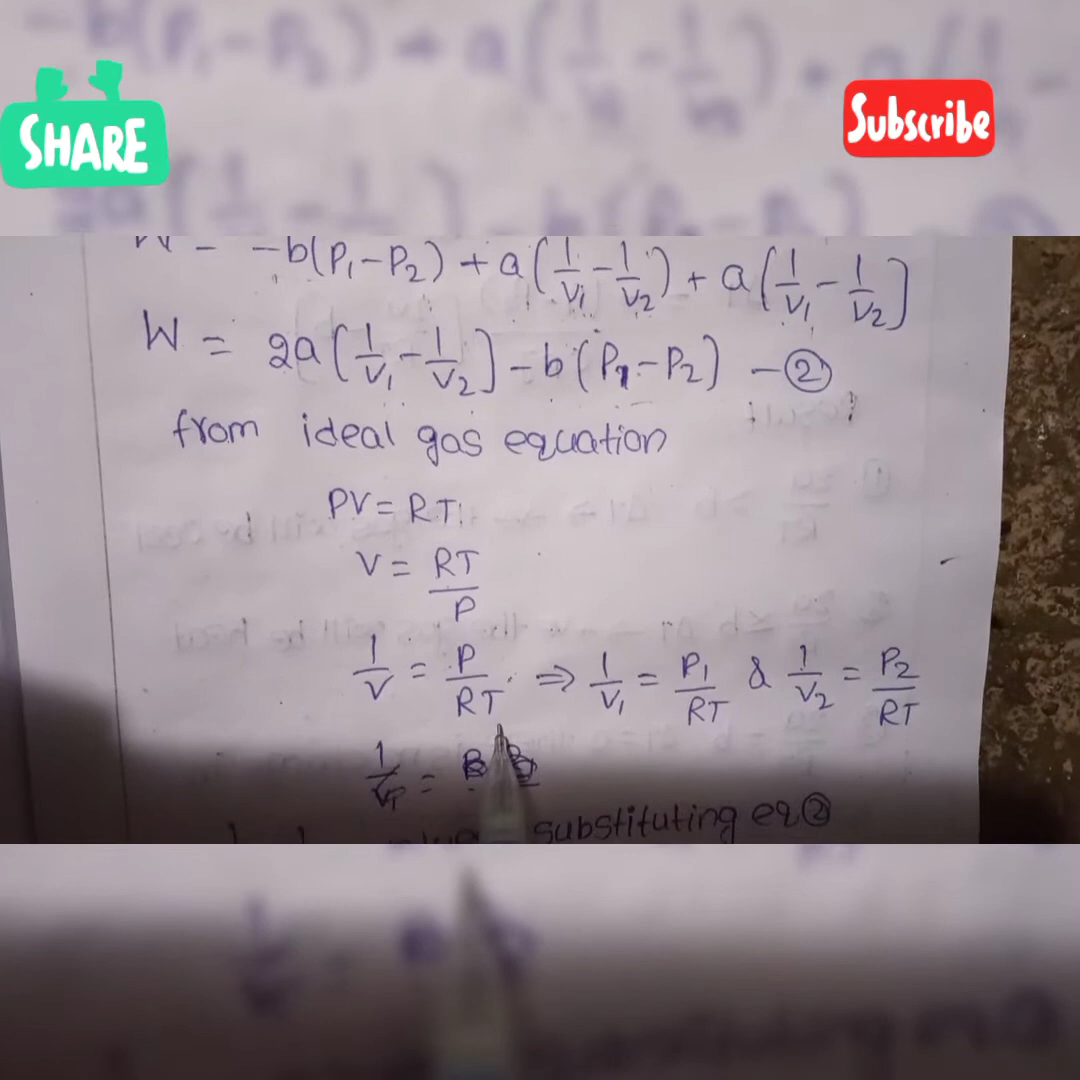 SHARE
Subscribe
W = -b(P₁-P₂) + a(1/V₁ - 1/V₂) + a(1/V₁ - 1/V₂]
W = 2a(1/V₁ - 1/V₂] - b(P₁-P₂) - ②
from ideal gas equation
PV = RT
V = RT/P
1/V = P/RT ⇒ 1/V₁ = P₁/RT & 1/V₂ = P₂/RT
substituting eq②